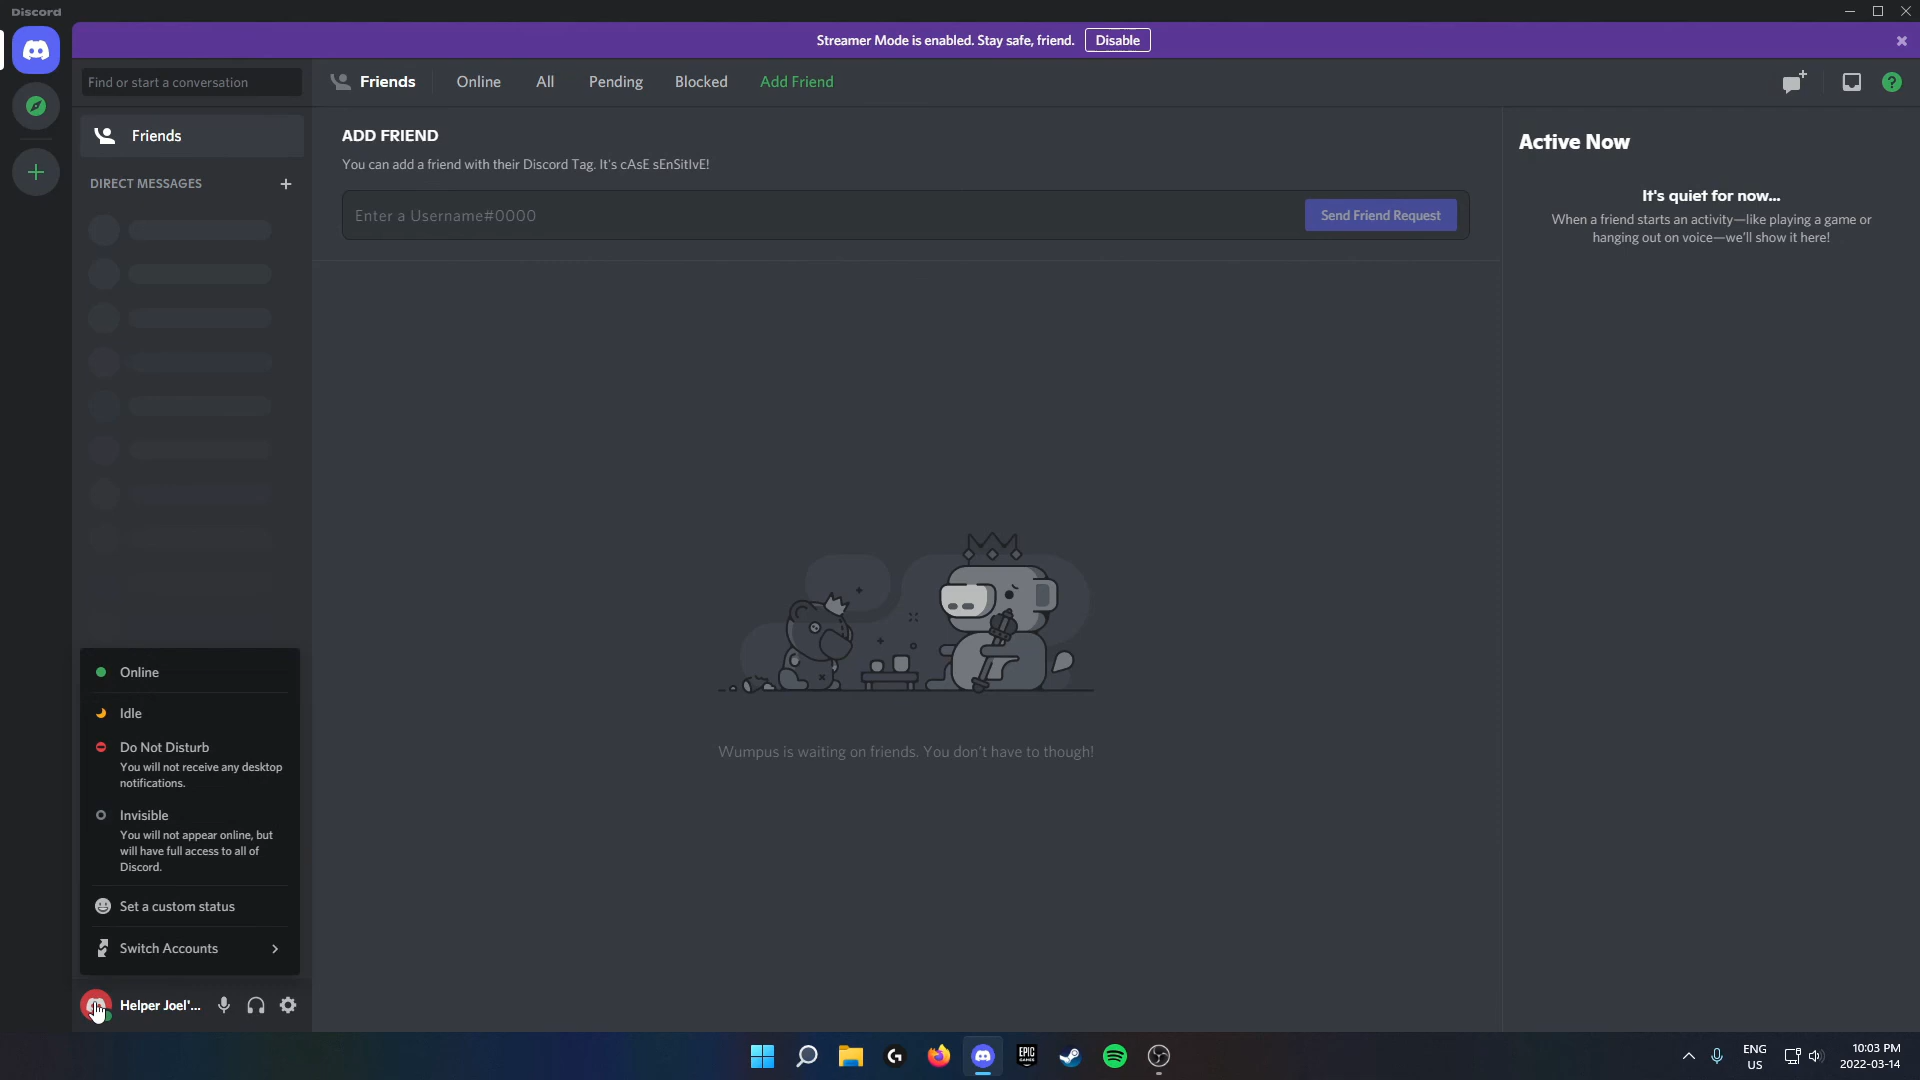 Discord
Streamer Mode is enabled. Stay safe, friend.
Disable
Find or start a conversation
Friends
Online
All
Pending
Blocked
Add Friend
Friends
DIRECT MESSAGES
ADD FRIEND
You can add a friend with their Discord Tag. It's cAsE sEnSitIvE!
Enter a Username#0000
Send Friend Request
Active Now
It's quiet for now...
When a friend starts an activity—like playing a game or
hanging out on voice—we'll show it here!
Wumpus is waiting on friends. You don't have to though!
Online
Idle
Do Not Disturb
You will not receive any desktop
notifications.
Invisible
You will not appear online, but
will have full access to all of
Discord.
Set a custom status
Switch Accounts
Helper Joel'...
EPIC
GAMES
ENG
US
10:03 PM
2022-03-14